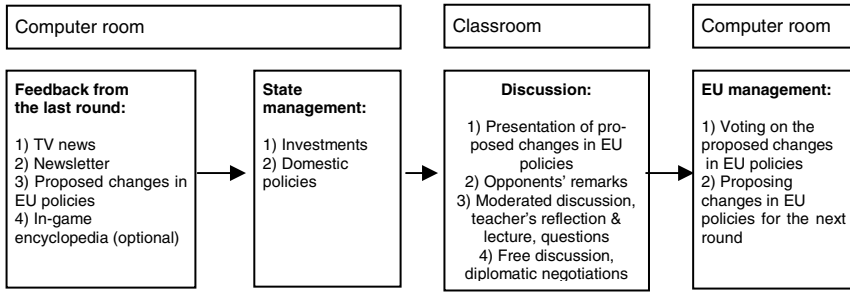 Computer room
Classroom
Computer room
Feedback from
the last round:
1) TV news
2) Newsletter
3) Proposed changes in
EU policies
4) In-game
encyclopedia (optional)
State
management:
1) Investments
2) Domestic
policies
Discussion:
1) Presentation of pro-
posed changes in EU
policies
2) Opponents' remarks
3) Moderated discussion,
teacher's reflection &
lecture, questions
4) Free discussion,
diplomatic negotiations
EU management:
1) Voting on the
proposed changes
in EU policies
2) Proposing
changes in EU
policies for the next
round